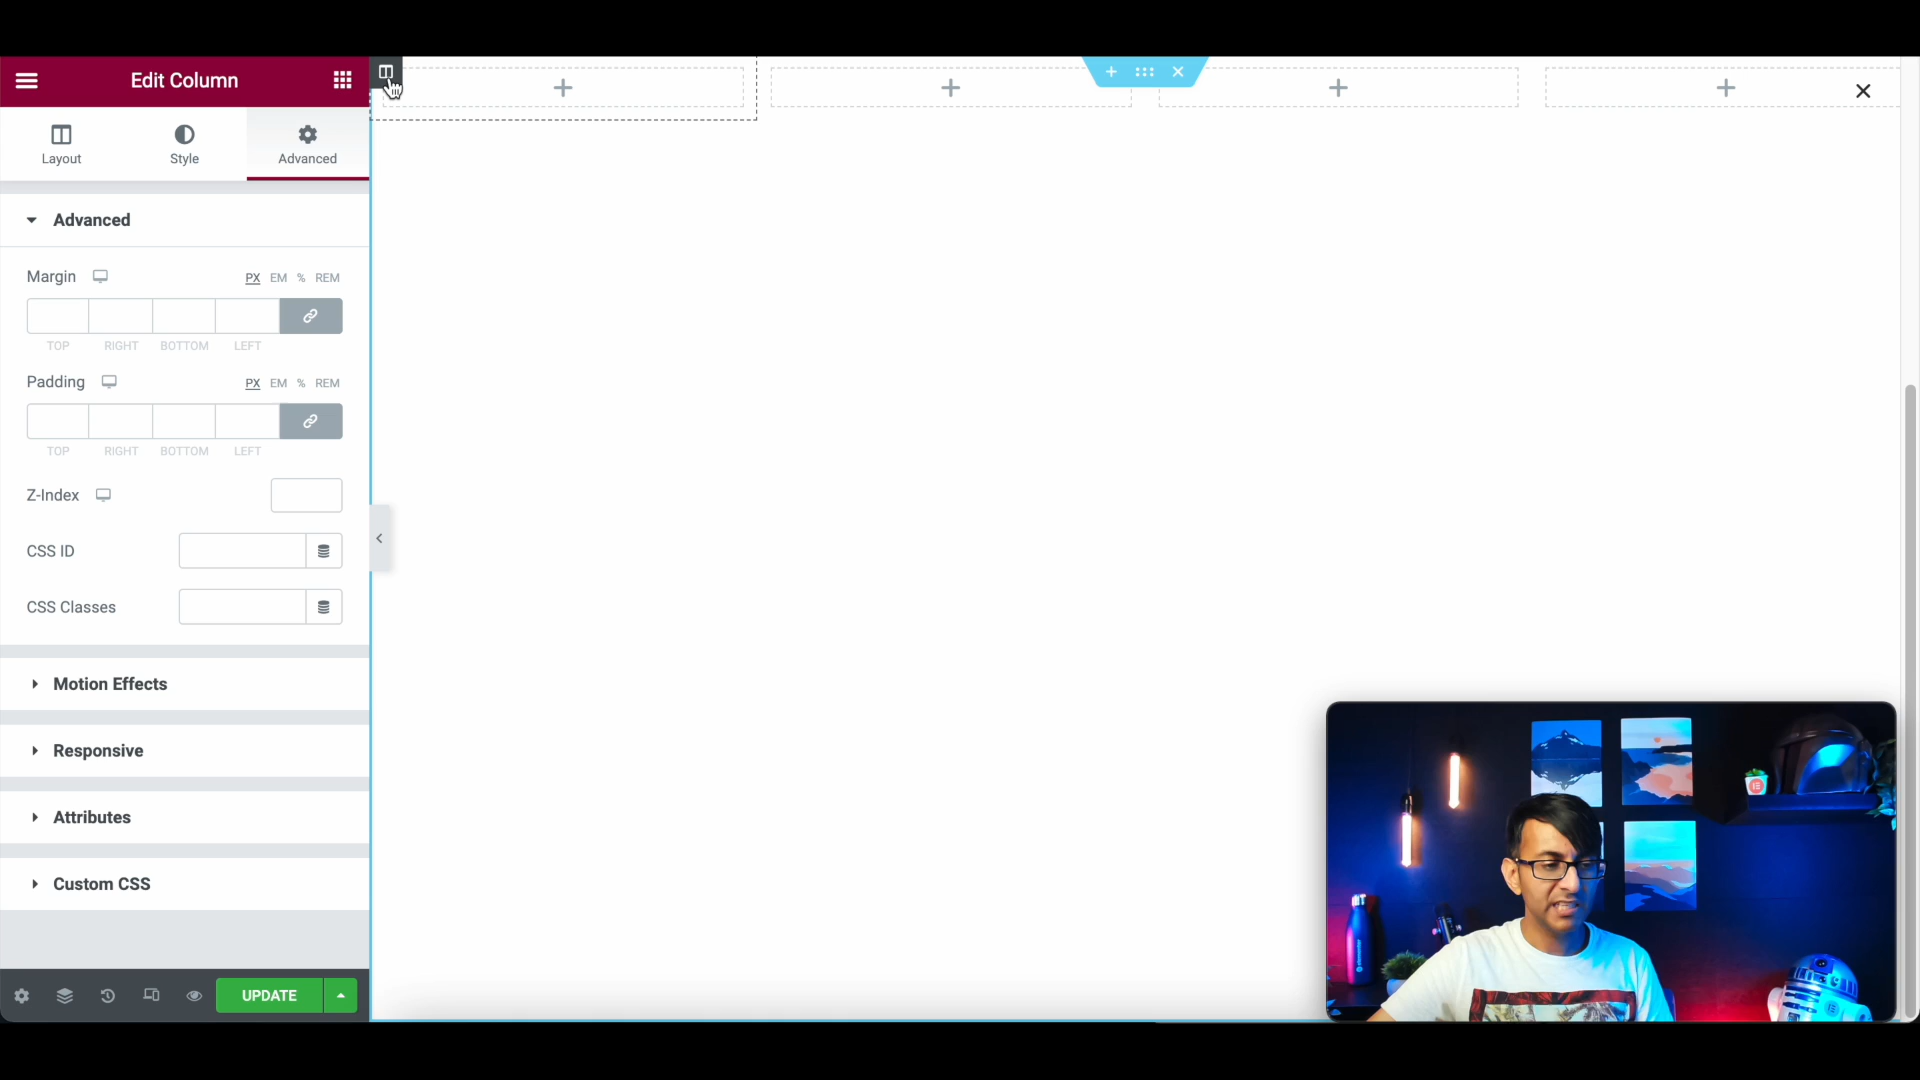 Edit Column
Layout
Style
Advanced
Advanced
Margin
PX EM % REM
TOP RIGHT BOTTOM LEFT
Padding
PX EM % REM
TOP RIGHT BOTTOM LEFT
Z-Index
CSS ID
CSS Classes
Motion Effects
Responsive
Attributes
Custom CSS
UPDATE